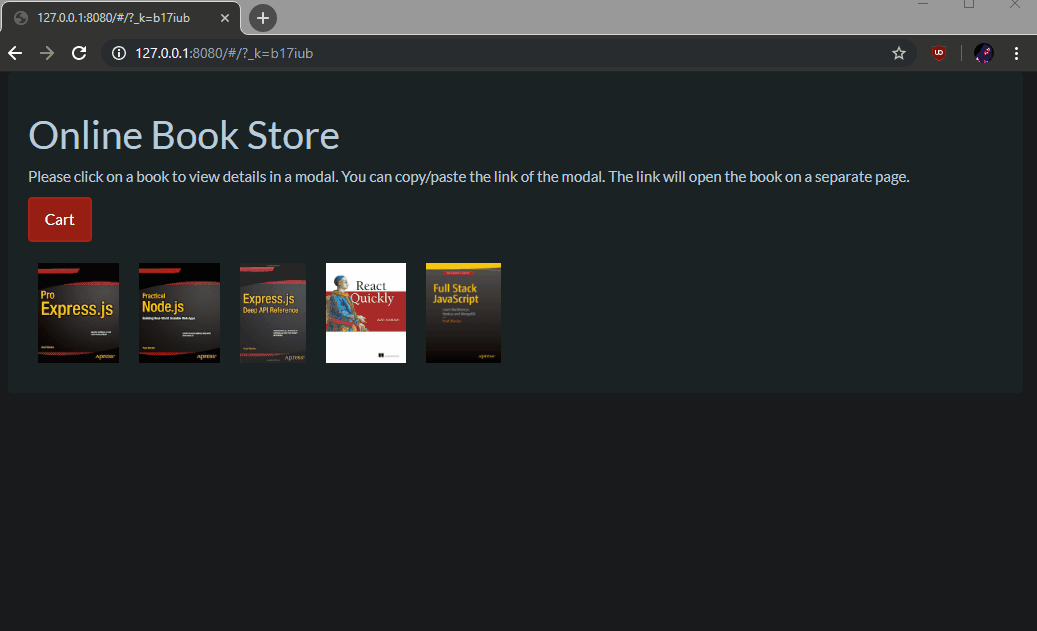 127.0.0.1:8080/#/?_k=b17iub
127.0.0.1:8080/#/?_k=b17iub
Online Book Store
Please click on a book to view details in a modal. You can copy/paste the link of the modal. The link will open the book on a separate page.
Cart
Pro
Express.js
Apress
Practical
Node.js
Building Real-World Scalable Web Apps
Apress
Express.js
Deep API Reference
Apress
React
Quickly
Full Stack
JavaScript
Apress